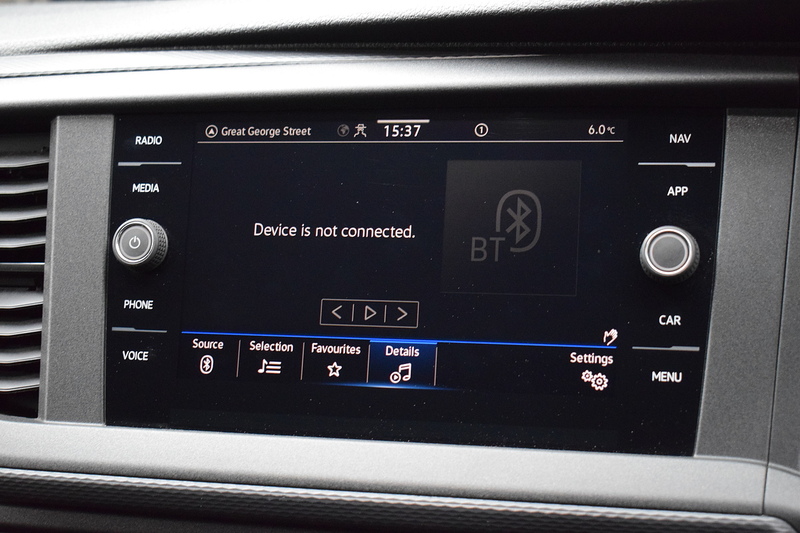 RADIO
MEDIA
PHONE
VOICE
Great George Street
15:37
1
6.0°C
Device is not connected.
BT
Source
Selection
Favourites
Details
Settings
NAV
APP
CAR
MENU